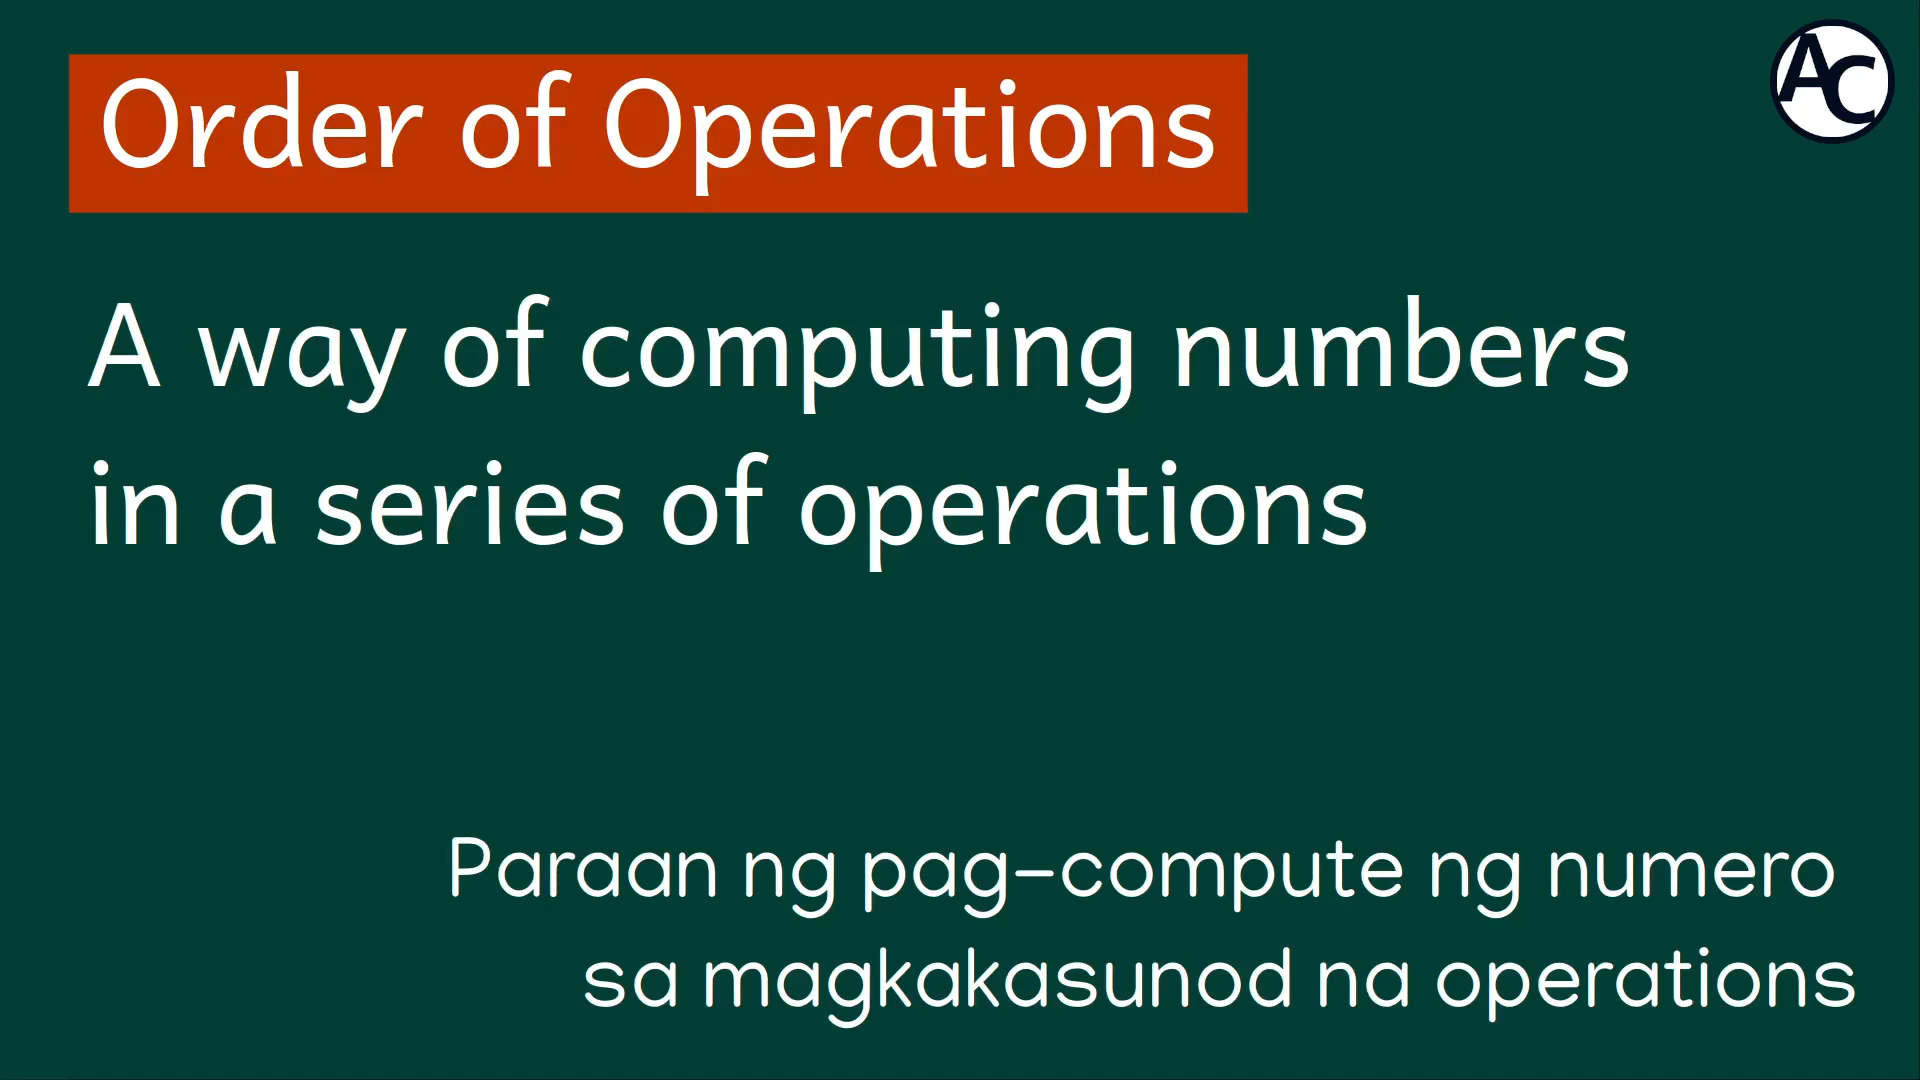 Order of Operations
AC
A way of computing numbers
in a series of operations
Paraan ng pag-compute ng numero
sa magkakasunod na operations